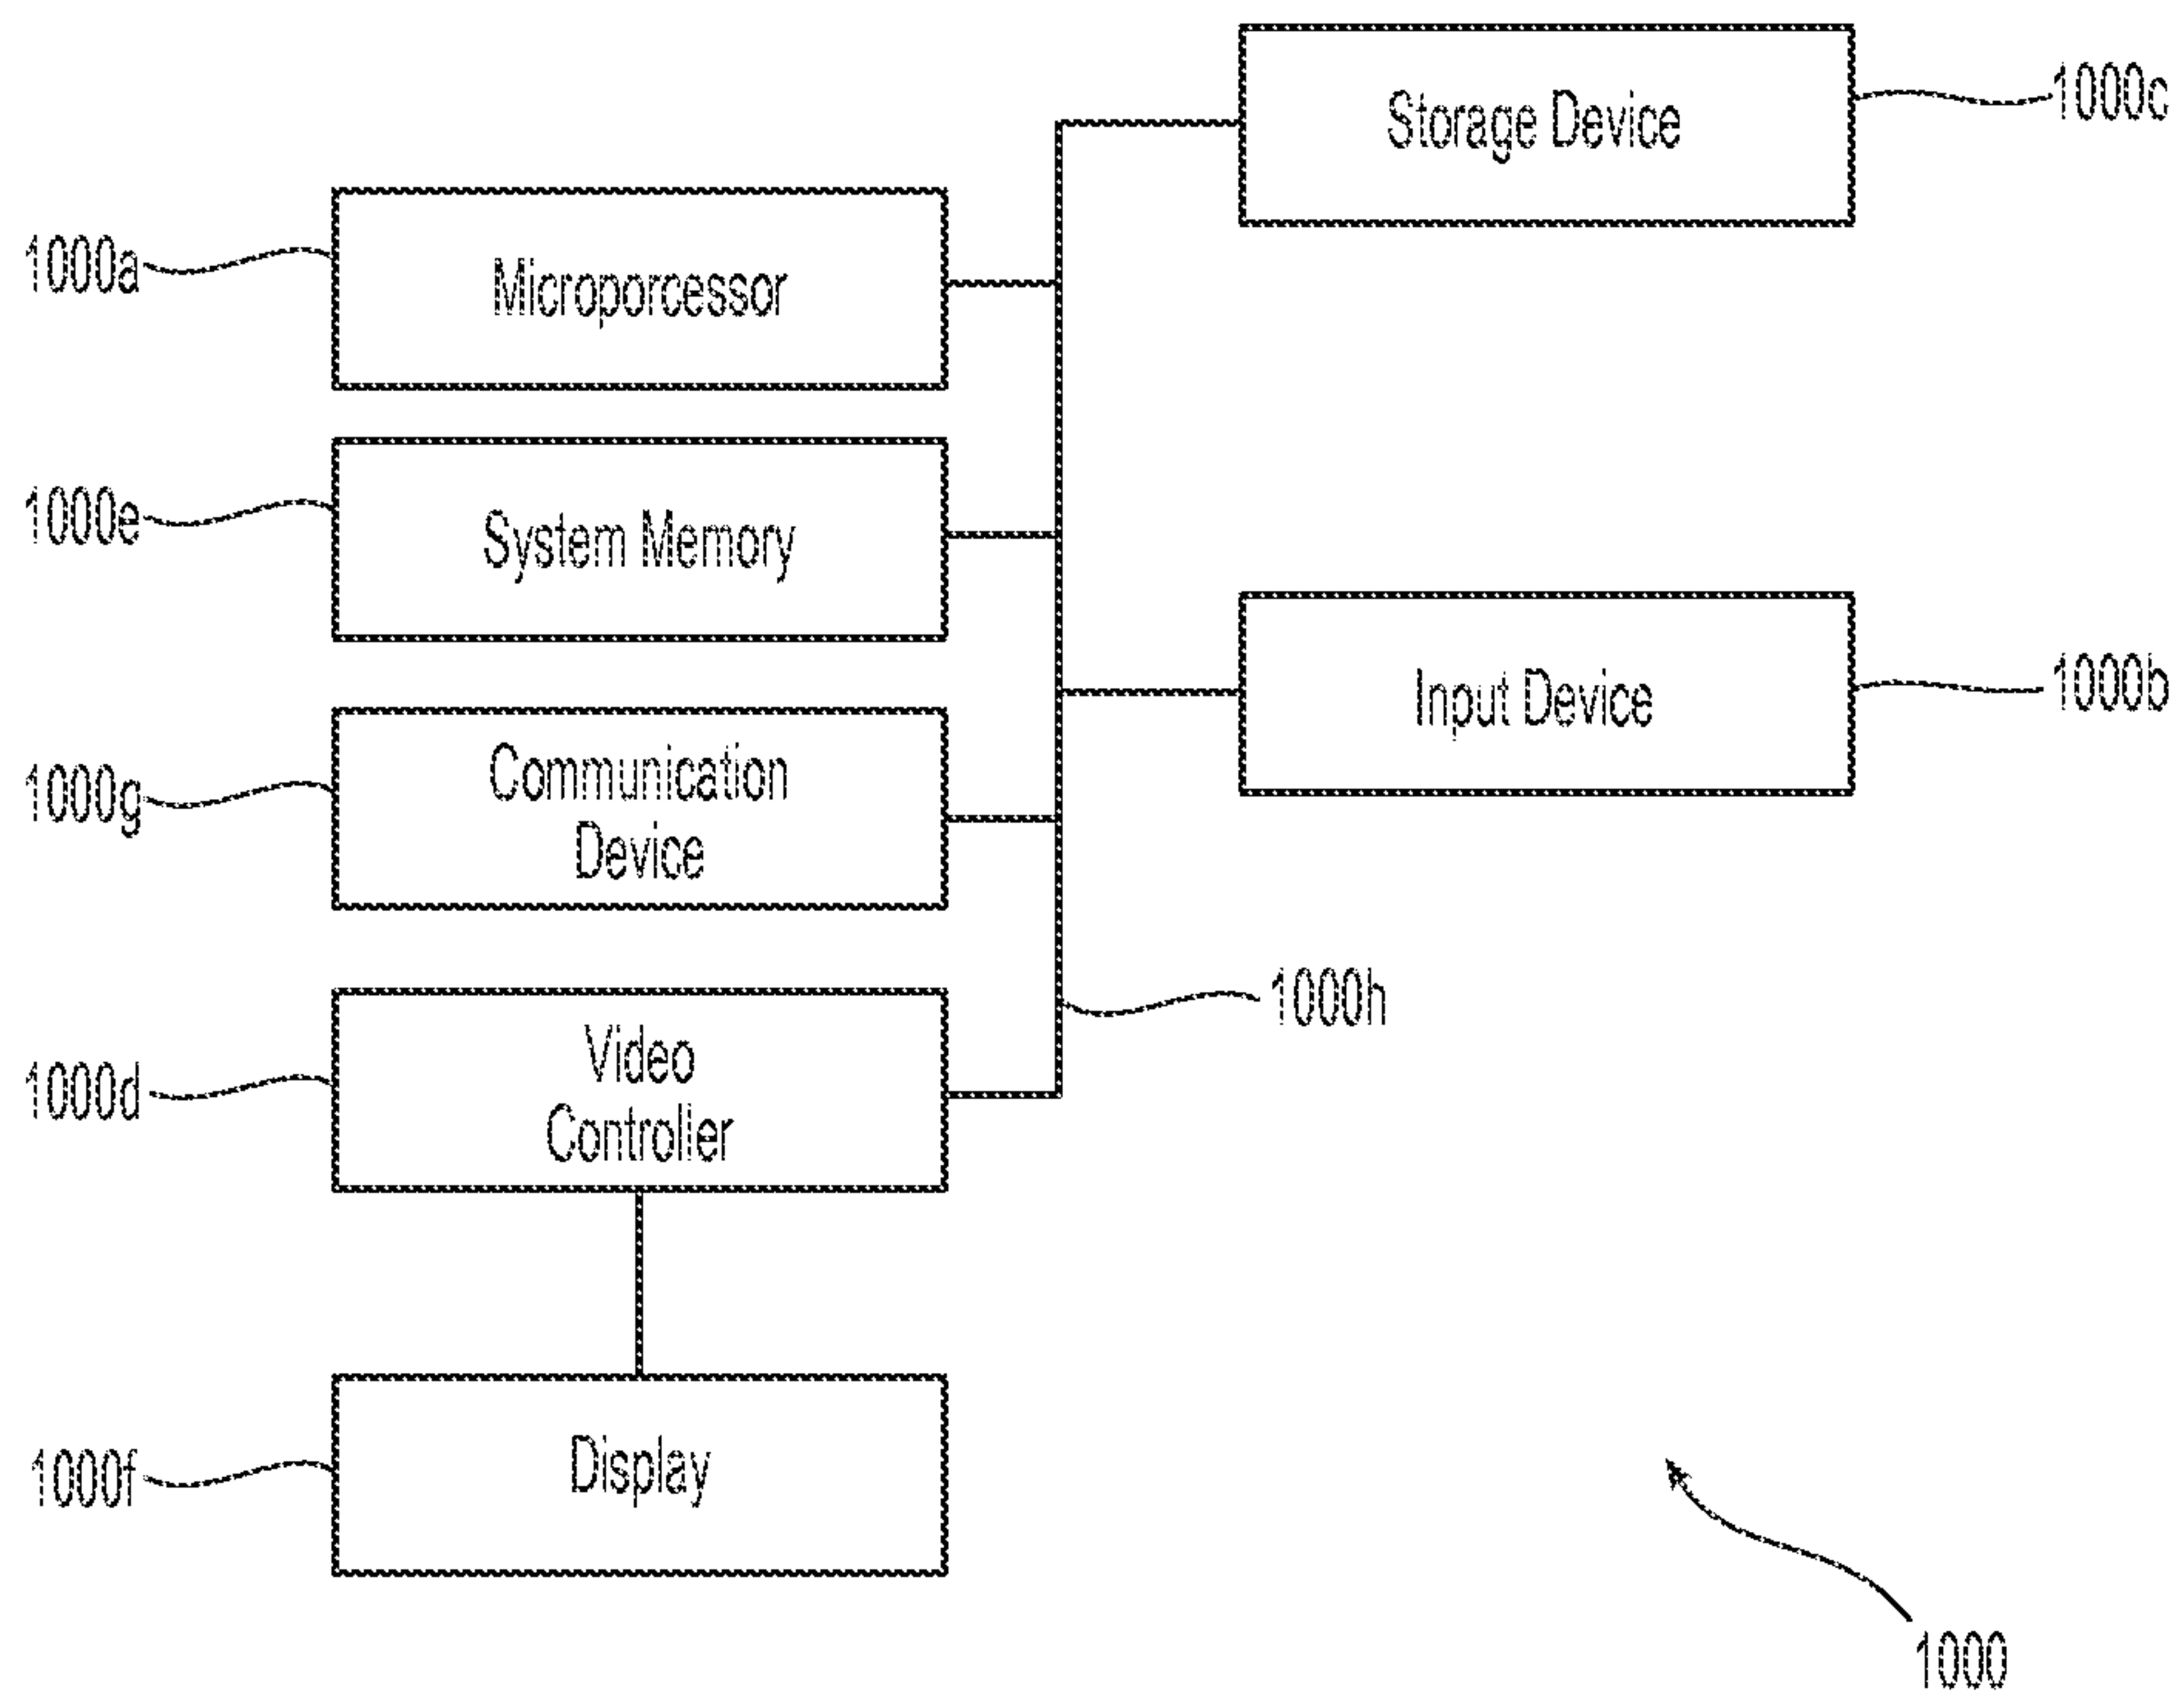 Storage Device
1000c
1000a
Microporcessor
1000e
System Memory
Input Device
1000b
1000g
Communication
Device
1000h
1000d
Video
Controller
1000f
Display
1000